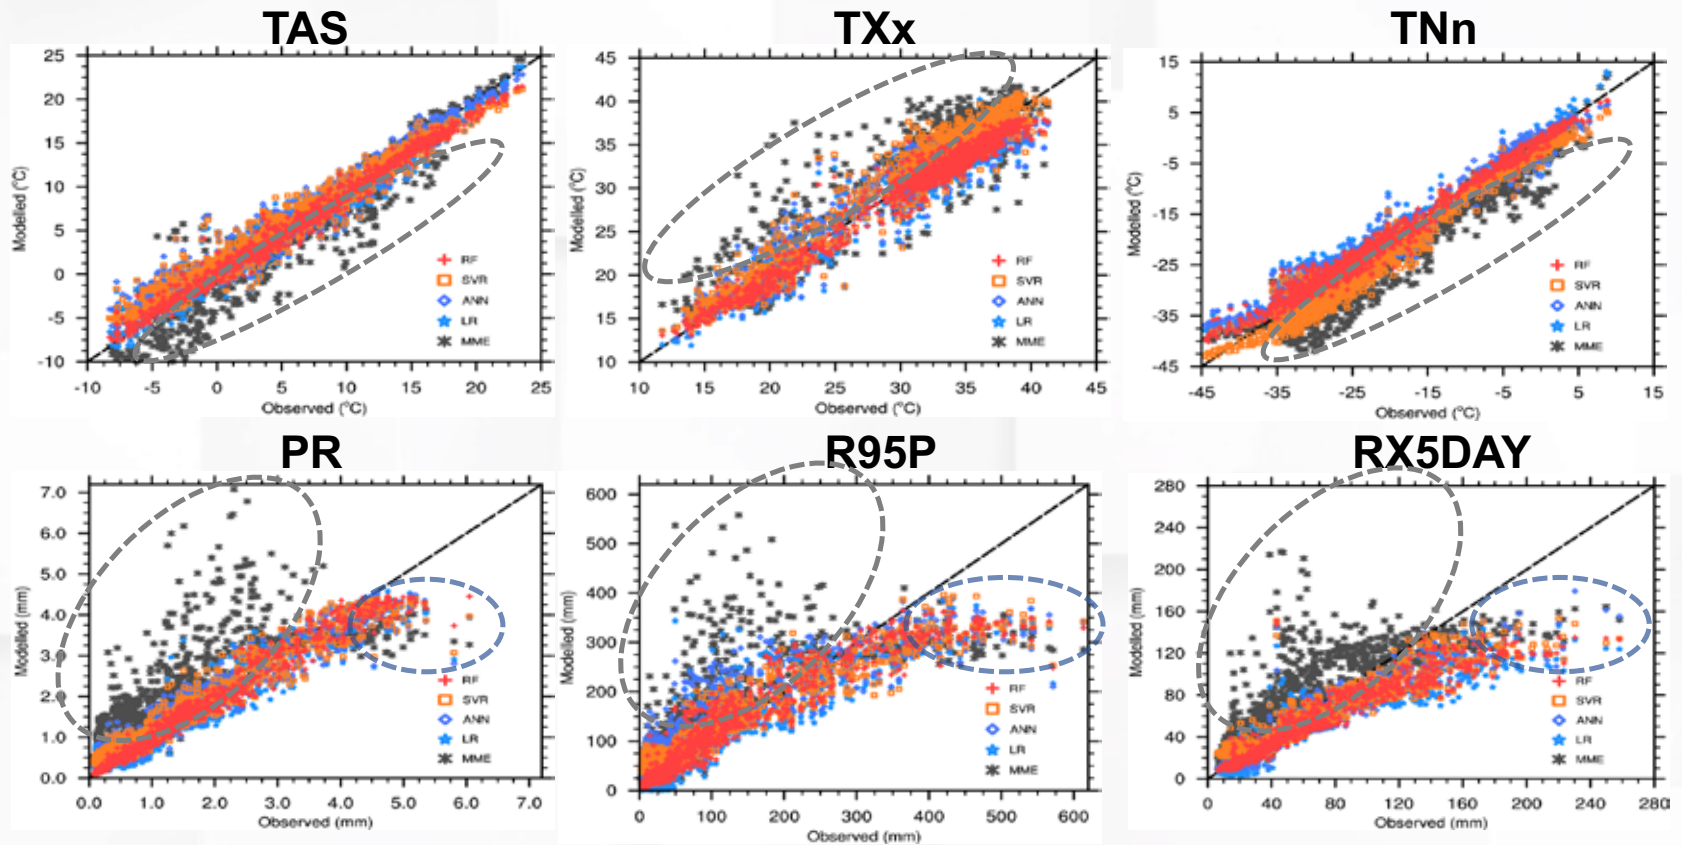 TAS
25
20
15
10
5
0
-5
-10
-10 -5 0 5 10 15 20 25
Modelled (°C)
Observed (°C)
RF
SVR
ANN
LR
MME
TXx
45
40
35
30
25
20
15
10
10 15 20 25 30 35 40 45
Modelled (°C)
Observed (°C)
RF
SVR
ANN
LR
MME
TNn
15
5
-5
-15
-25
-35
-45
-45 -35 -25 -15 -5 5 15
Modelled (°C)
Observed (°C)
RF
SVR
ANN
LR
MME
PR
7.0
6.0
5.0
4.0
3.0
2.0
1.0
0.0
0.0 1.0 2.0 3.0 4.0 5.0 6.0 7.0
Modelled (mm)
Observed (mm)
RF
SVR
ANN
LR
MME
R95P
600
500
400
300
200
100
0
0 100 200 300 400 500 600
Modelled (mm)
Observed (mm)
RF
SVR
ANN
LR
MME
RX5DAY
280
240
200
160
120
80
40
0
0 40 80 120 160 200 240 280
Modelled (mm)
Observed (mm)
RF
SVR
ANN
LR
MME